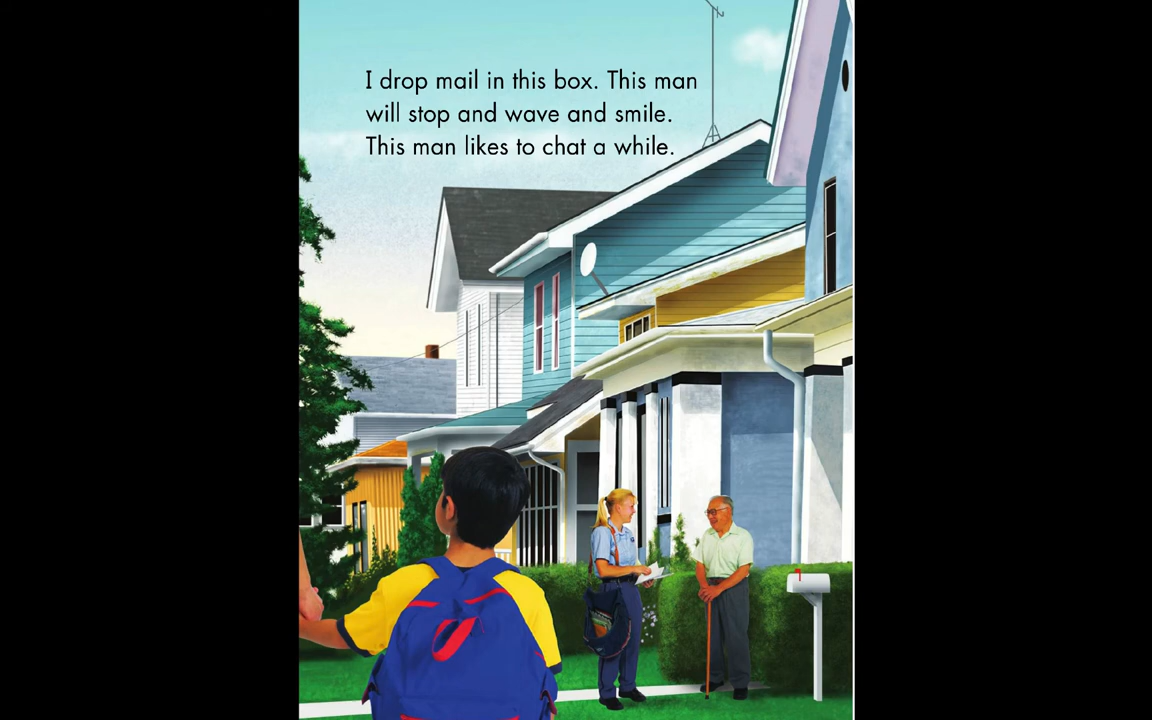 I drop mail in this box. This man
will stop and wave and smile.
This man likes to chat a while.